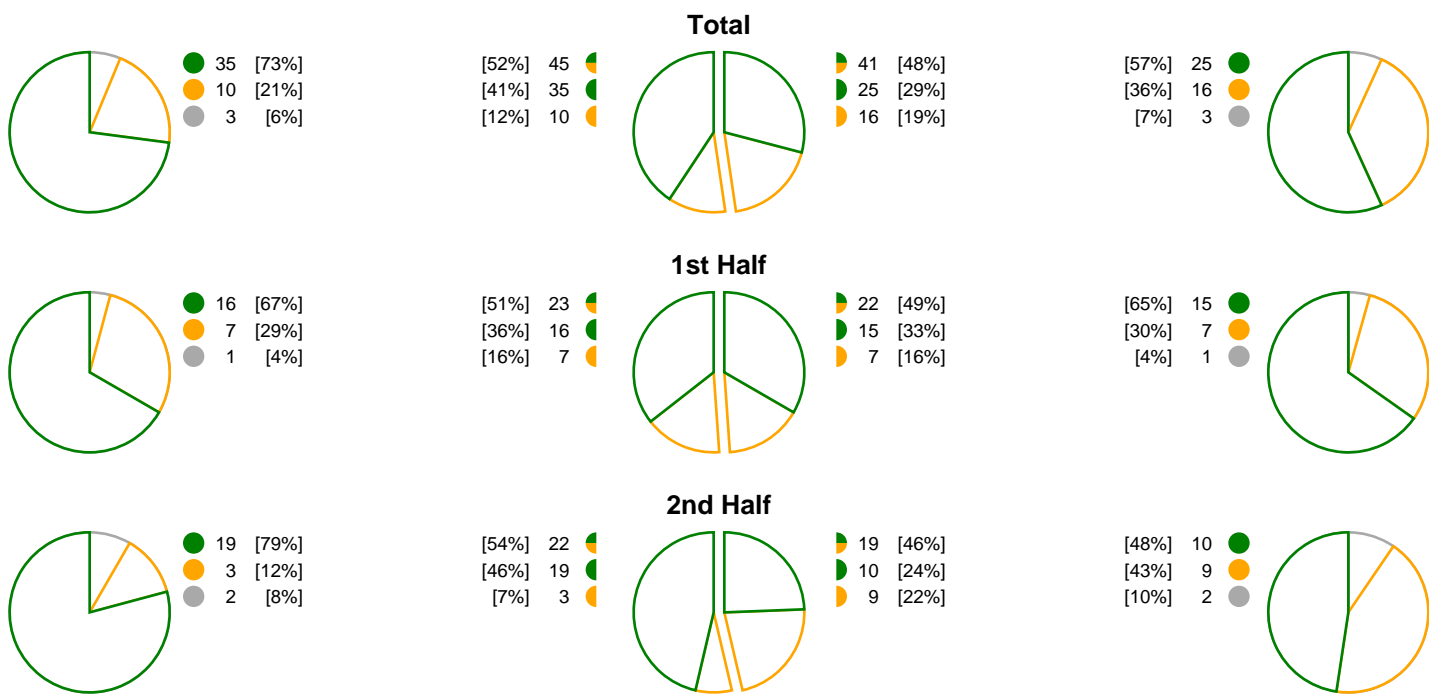 Total
35 [73%] [52%] 45 41 [48%] [57%] 25
10 [21%] [41%] 35 25 [29%] [36%] 16
3 [6%] [12%] 10 16 [19%] [7%] 3
1st Half
16 [67%] [51%] 23 22 [49%] [65%] 15
7 [29%] [36%] 16 15 [33%] [30%] 7
1 [4%] [16%] 7 7 [16%] [4%] 1
2nd Half
19 [79%] [54%] 22 19 [46%] [48%] 10
3 [12%] [46%] 19 10 [24%] [43%] 9
2 [8%] [7%] 3 9 [22%] [10%] 2